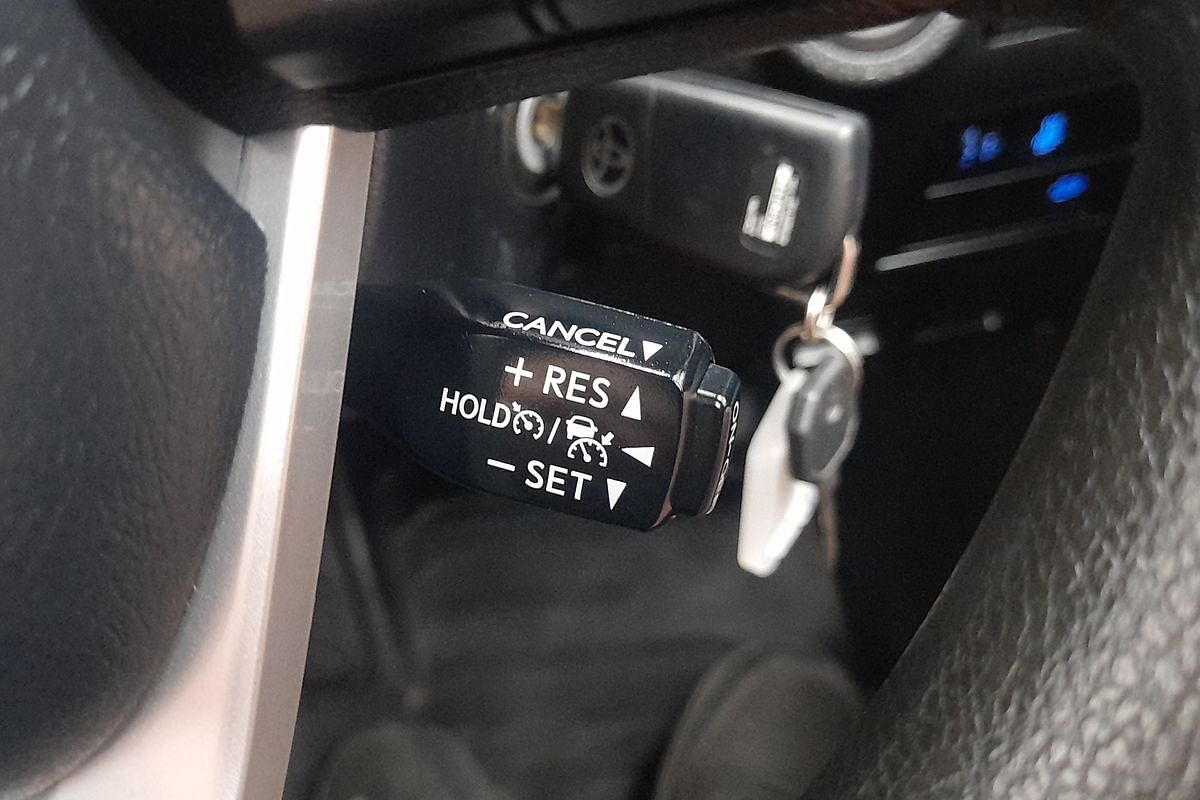 CANCEL▼
+ RES ▲
HOLD / ◀
− SET ▼